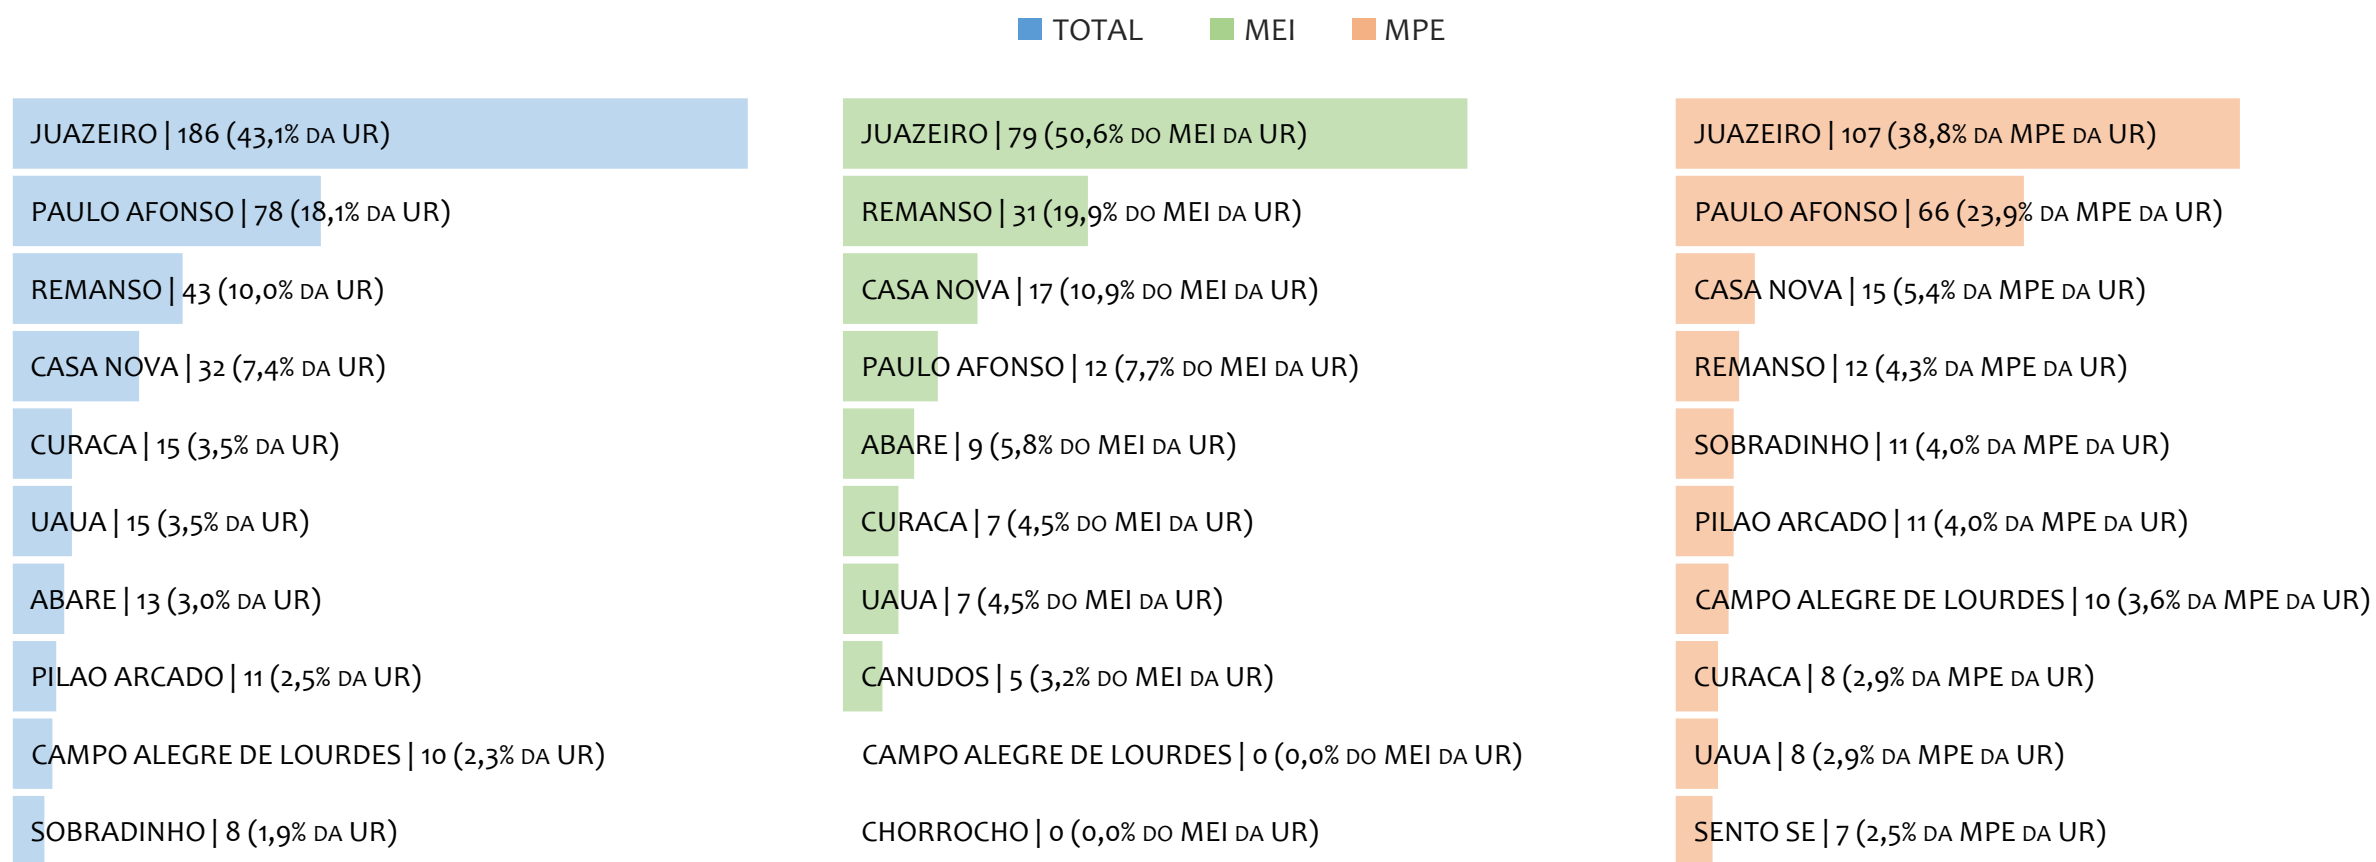 TOTAL MEI MPE
JUAZEIRO | 186 (43,1% DA UR)
PAULO AFONSO | 78 (18,1% DA UR)
REMANSO | 43 (10,0% DA UR)
CASA NOVA | 32 (7,4% DA UR)
CURACA | 15 (3,5% DA UR)
UAUA | 15 (3,5% DA UR)
ABARE | 13 (3,0% DA UR)
PILAO ARCADO | 11 (2,5% DA UR)
CAMPO ALEGRE DE LOURDES | 10 (2,3% DA UR)
SOBRADINHO | 8 (1,9% DA UR)
JUAZEIRO | 79 (50,6% DO MEI DA UR)
REMANSO | 31 (19,9% DO MEI DA UR)
CASA NOVA | 17 (10,9% DO MEI DA UR)
PAULO AFONSO | 12 (7,7% DO MEI DA UR)
ABARE | 9 (5,8% DO MEI DA UR)
CURACA | 7 (4,5% DO MEI DA UR)
UAUA | 7 (4,5% DO MEI DA UR)
CANUDOS | 5 (3,2% DO MEI DA UR)
CAMPO ALEGRE DE LOURDES | 0 (0,0% DO MEI DA UR)
CHORROCHO | 0 (0,0% DO MEI DA UR)
JUAZEIRO | 107 (38,8% DA MPE DA UR)
PAULO AFONSO | 66 (23,9% DA MPE DA UR)
CASA NOVA | 15 (5,4% DA MPE DA UR)
REMANSO | 12 (4,3% DA MPE DA UR)
SOBRADINHO | 11 (4,0% DA MPE DA UR)
PILAO ARCADO | 11 (4,0% DA MPE DA UR)
CAMPO ALEGRE DE LOURDES | 10 (3,6% DA MPE DA UR)
CURACA | 8 (2,9% DA MPE DA UR)
UAUA | 8 (2,9% DA MPE DA UR)
SENTO SE | 7 (2,5% DA MPE DA UR)